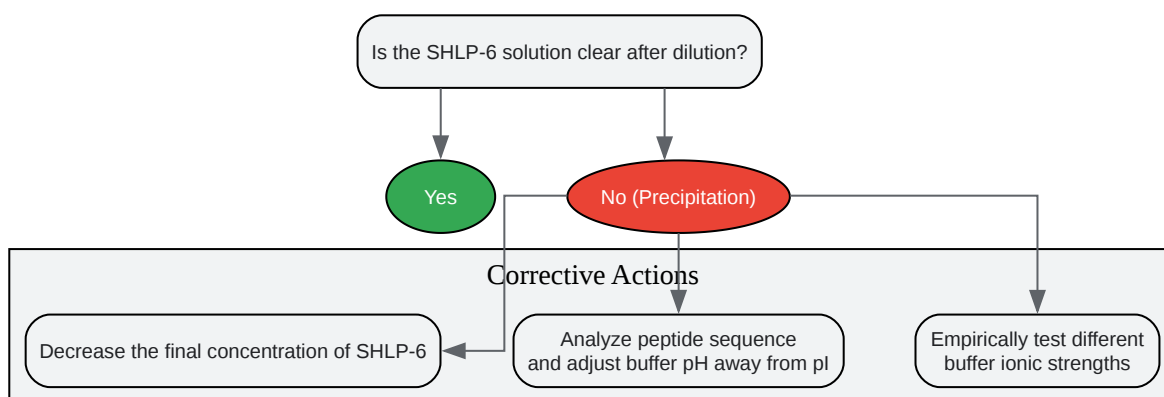 Is the SHLP-6 solution clear after dilution?
Yes
No (Precipitation)
Corrective Actions
Decrease the final concentration of SHLP-6
Analyze peptide sequence
and adjust buffer pH away from pI
Empirically test different
buffer ionic strengths